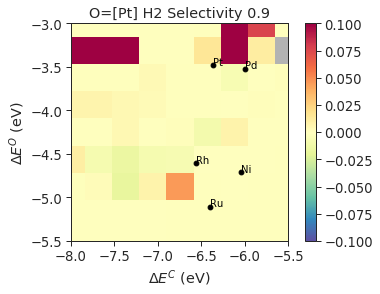 O=[Pt] H2 Selectivity 0.9
ΔE^O (eV)
−3.0
−3.5
−4.0
−4.5
−5.0
−5.5
Pt
Pd
Rh
Ni
Ru
−8.0 −7.5 −7.0 −6.5 −6.0 −5.5
ΔE^C (eV)
0.100
0.075
0.050
0.025
0.000
−0.025
−0.050
−0.075
−0.100